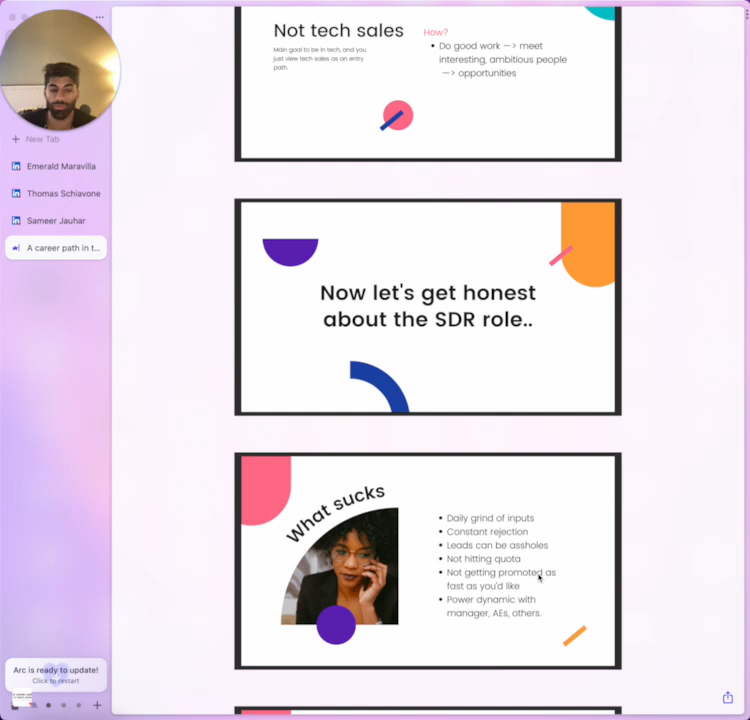 + New Tab
Emerald Maravilla
Thomas Schiavone
Sameer Jauhar
A career path in t...
Arc is ready to update!
Click to restart
Not tech sales
Main goal to be in tech, and you
just view tech sales as an entry
path.
How?
• Do good work —> meet
interesting, ambitious people
—> opportunities
Now let's get honest
about the SDR role..
What sucks
• Daily grind of inputs
• Constant rejection
• Leads can be assholes
• Not hitting quota
• Not getting promoted as
fast as you'd like
• Power dynamic with
manager, AEs, others.